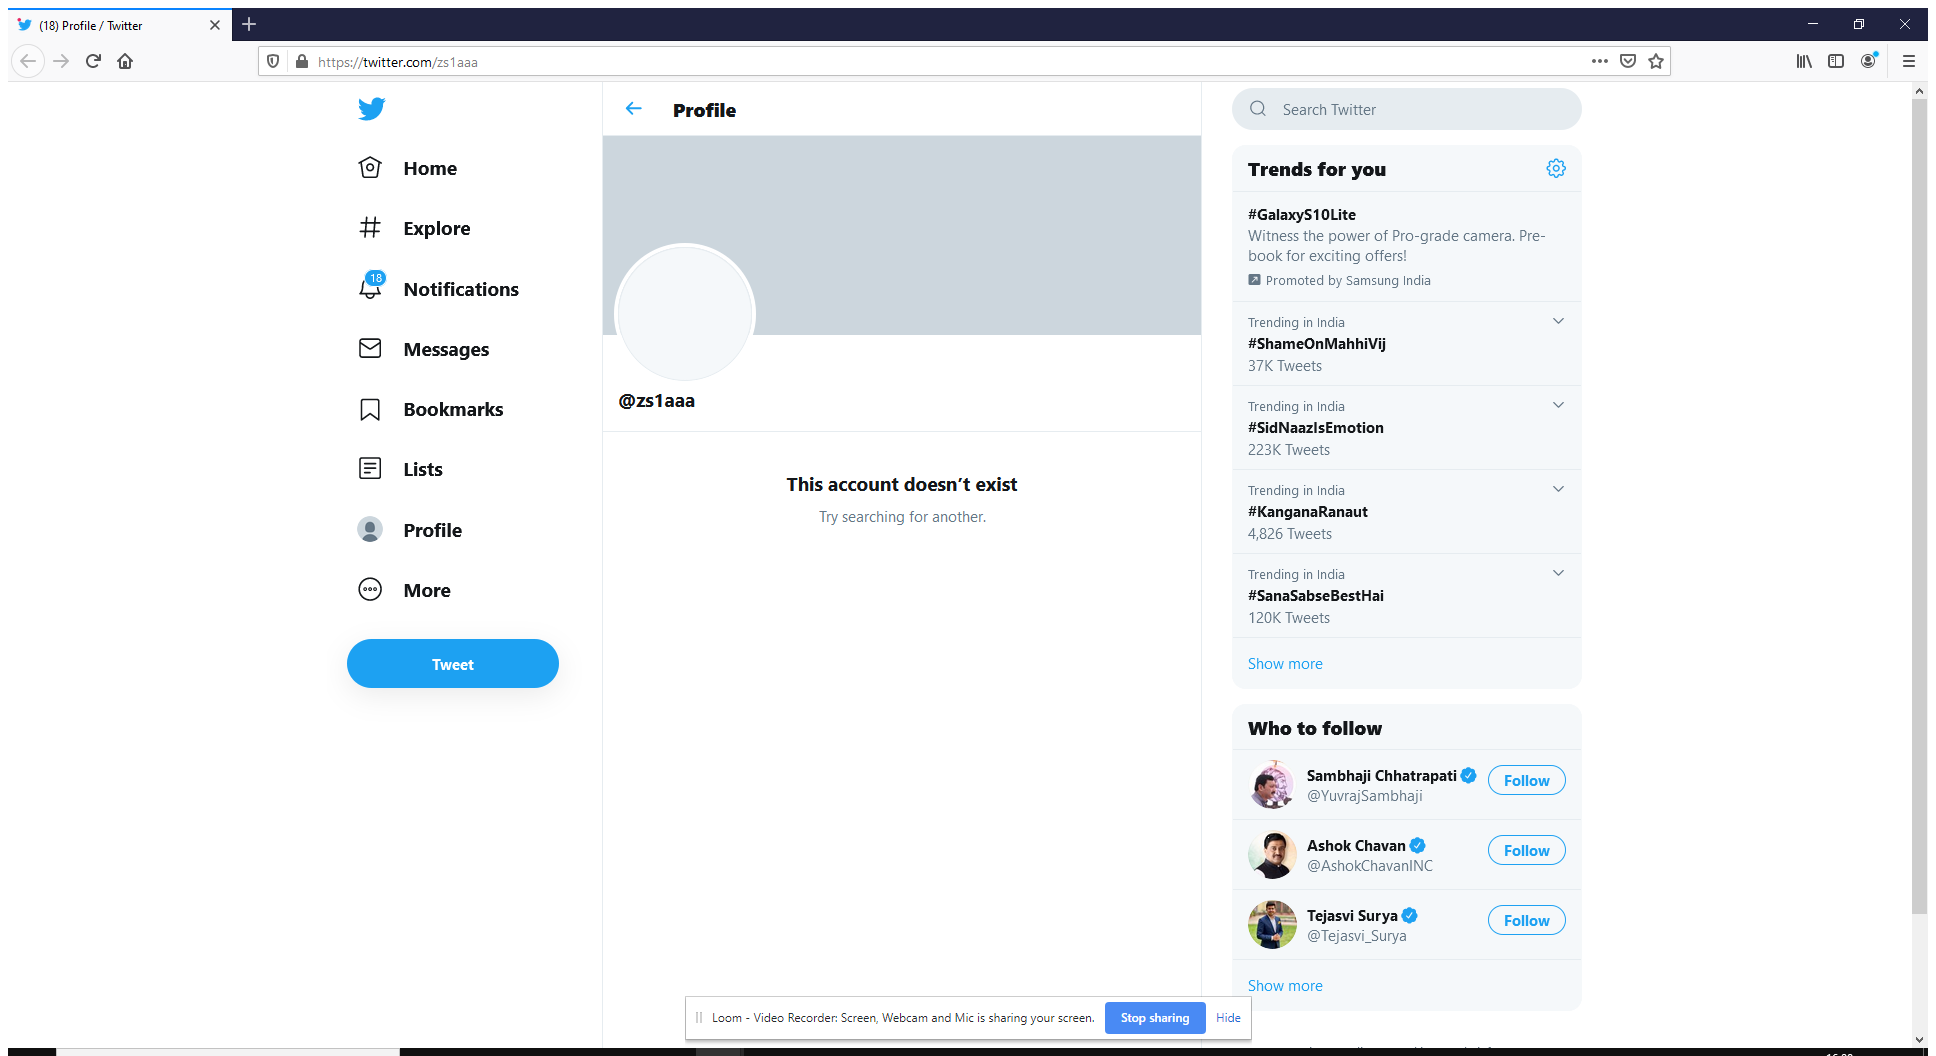 (18) Profile / Twitter
https://twitter.com/zs1aaa
Home
Explore
18
Notifications
Messages
Bookmarks
Lists
Profile
More
Tweet
Profile
@zs1aaa
This account doesn’t exist
Try searching for another.
Search Twitter
Trends for you
#GalaxyS10Lite
Witness the power of Pro-grade camera. Pre-
book for exciting offers!
Promoted by Samsung India
Trending in India
#ShameOnMahhiVij
37K Tweets
Trending in India
#SidNaazIsEmotion
223K Tweets
Trending in India
#KanganaRanaut
4,826 Tweets
Trending in India
#SanaSabseBestHai
120K Tweets
Show more
Who to follow
Sambhaji Chhatrapati
@YuvrajSambhaji
Follow
Ashok Chavan
@AshokChavanINC
Follow
Tejasvi Surya
@Tejasvi_Surya
Follow
Show more
Loom - Video Recorder: Screen, Webcam and Mic is sharing your screen.
Stop sharing
Hide